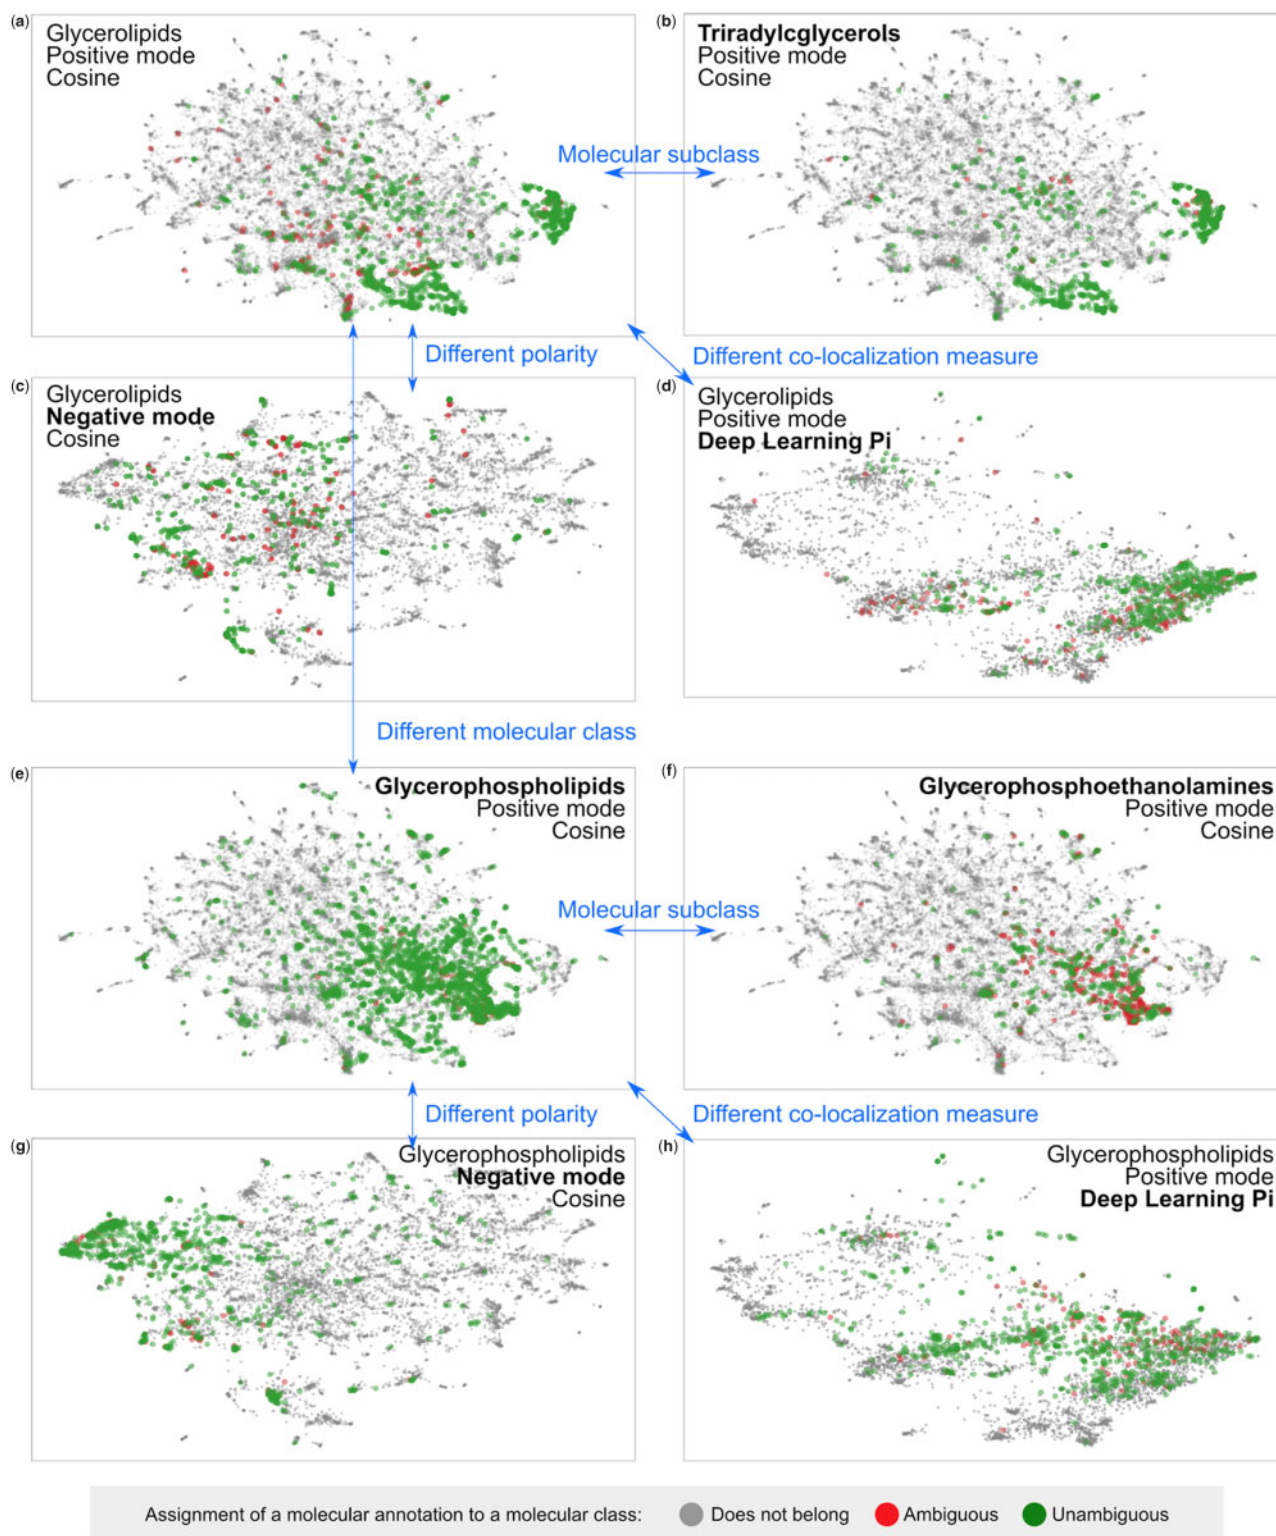 (a)
Glycerolipids
Positive mode
Cosine
(b)
Triradylcglycerols
Positive mode
Cosine
Molecular subclass
Different polarity
Different co-localization measure
(c)
Glycerolipids
Negative mode
Cosine
(d)
Glycerolipids
Positive mode
Deep Learning Pi
Different molecular class
(e)
Glycerophospholipids
Positive mode
Cosine
(f)
Glycerophosphoethanolamines
Positive mode
Cosine
Molecular subclass
Different polarity
Different co-localization measure
(g)
Glycerophospholipids
Negative mode
Cosine
(h)
Glycerophospholipids
Positive mode
Deep Learning Pi
Assignment of a molecular annotation to a molecular class: Does not belong Ambiguous Unambiguous